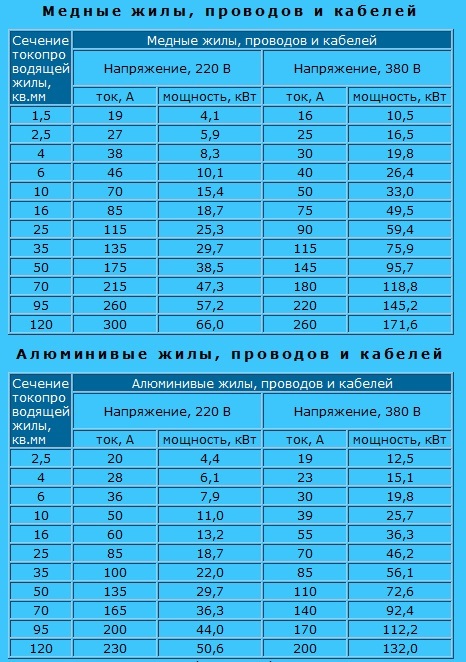 Медные жилы, проводов и кабелей
Сечение токопро водящей жилы, кв.мм
Медные жилы, проводов и кабелей
Напряжение, 220 В Напряжение, 380 В
ток, А мощность, кВт ток, А мощность, кВт
1,5 19 4,1 16 10,5
2,5 27 5,9 25 16,5
4 38 8,3 30 19,8
6 46 10,1 40 26,4
10 70 15,4 50 33,0
16 85 18,7 75 49,5
25 115 25,3 90 59,4
35 135 29,7 115 75,9
50 175 38,5 145 95,7
70 215 47,3 180 118,8
95 260 57,2 220 145,2
120 300 66,0 260 171,6
Алюминивые жилы, проводов и кабелей
Сечение токопро водящей жилы, кв.мм
Алюминивые жилы, проводов и кабелей
Напряжение, 220 В Напряжение, 380 В
ток, А мощность, кВт ток, А мощность, кВт
2,5 20 4,4 19 12,5
4 28 6,1 23 15,1
6 36 7,9 30 19,8
10 50 11,0 39 25,7
16 60 13,2 55 36,3
25 85 18,7 70 46,2
35 100 22,0 85 56,1
50 135 29,7 110 72,6
70 165 36,3 140 92,4
95 200 44,0 170 112,2
120 230 50,6 200 132,0